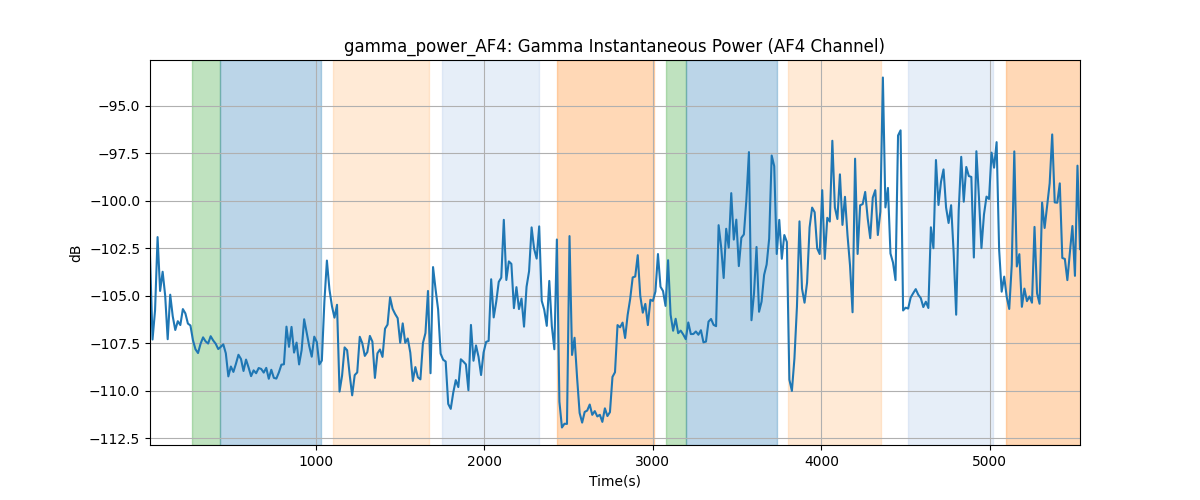 gamma_power_AF4: Gamma Instantaneous Power (AF4 Channel)
dB
−95.0
−97.5
−100.0
−102.5
−105.0
−107.5
−110.0
−112.5
1000 2000 3000 4000 5000
Time(s)